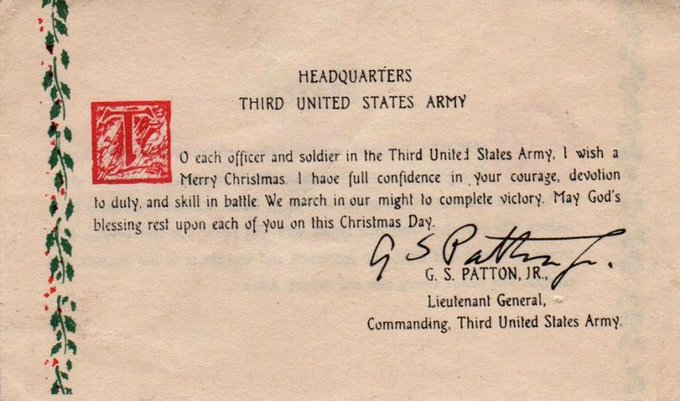 HEADQUARTERS
THIRD UNITED STATES ARMY
TO each officer and soldier in the Third United States Army, I wish a
Merry Christmas. I have full confidence in your courage, devotion
to duty, and skill in battle. We march in our might to complete victory. May God's
blessing rest upon each of you on this Christmas Day.
G S Patton Jr.
G. S. PATTON, JR.,
Lieutenant General,
Commanding, Third United States Army.